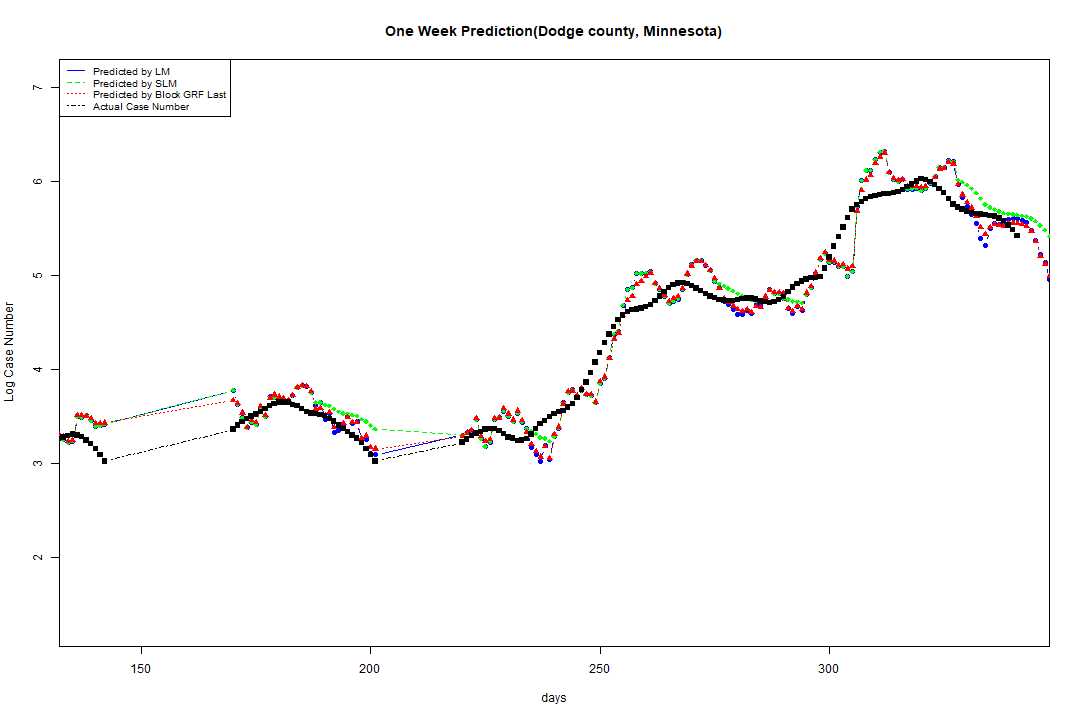 One Week Prediction(Dodge county, Minnesota)
Predicted by LM
Predicted by SLM
Predicted by Block GRF Last
Actual Case Number
7
6
5
4
3
2
Log Case Number
150 200 250 300
days